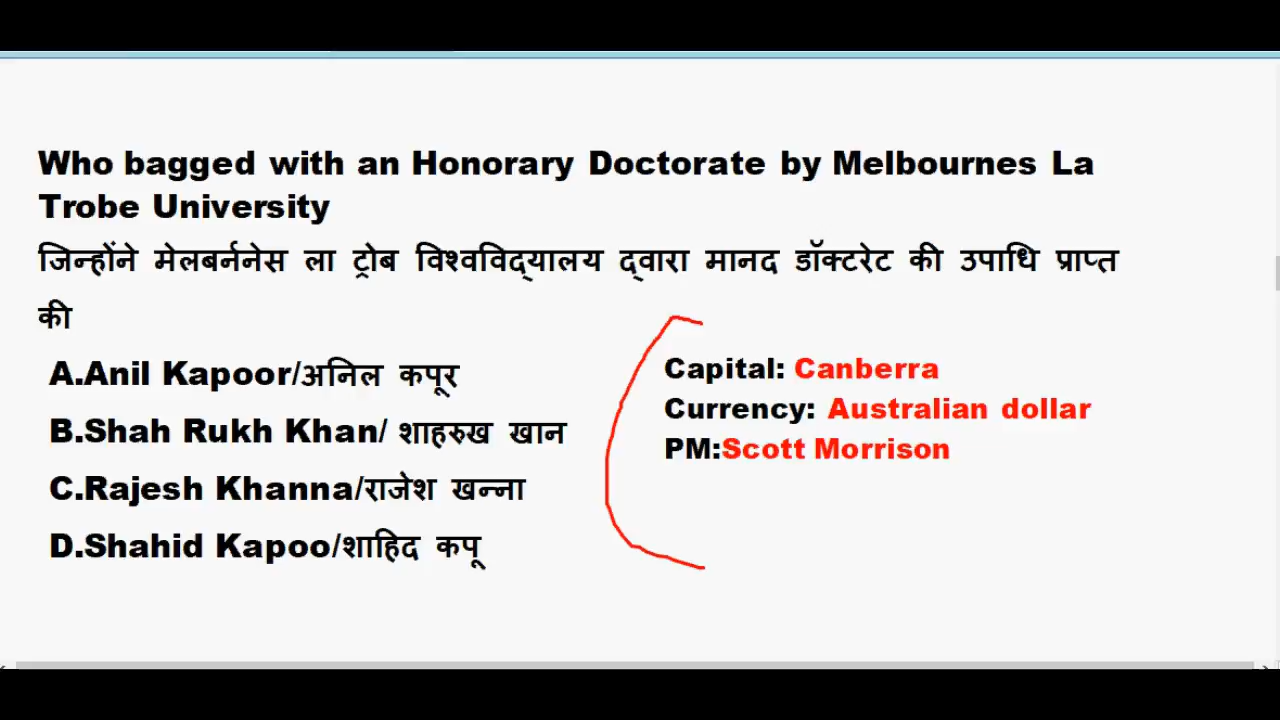 Who bagged with an Honorary Doctorate by Melbournes La
Trobe University
जिन्होंने मेलबर्ननेस ला ट्रोब विश्वविद्यालय द्वारा मानद डॉक्टरेट की उपाधि प्राप्त
की
A.Anil Kapoor/अनिल कपूर
B.Shah Rukh Khan/ शाहरुख खान
C.Rajesh Khanna/राजेश खन्ना
D.Shahid Kapoo/शाहिद कपू
Capital: Canberra
Currency: Australian dollar
PM:Scott Morrison